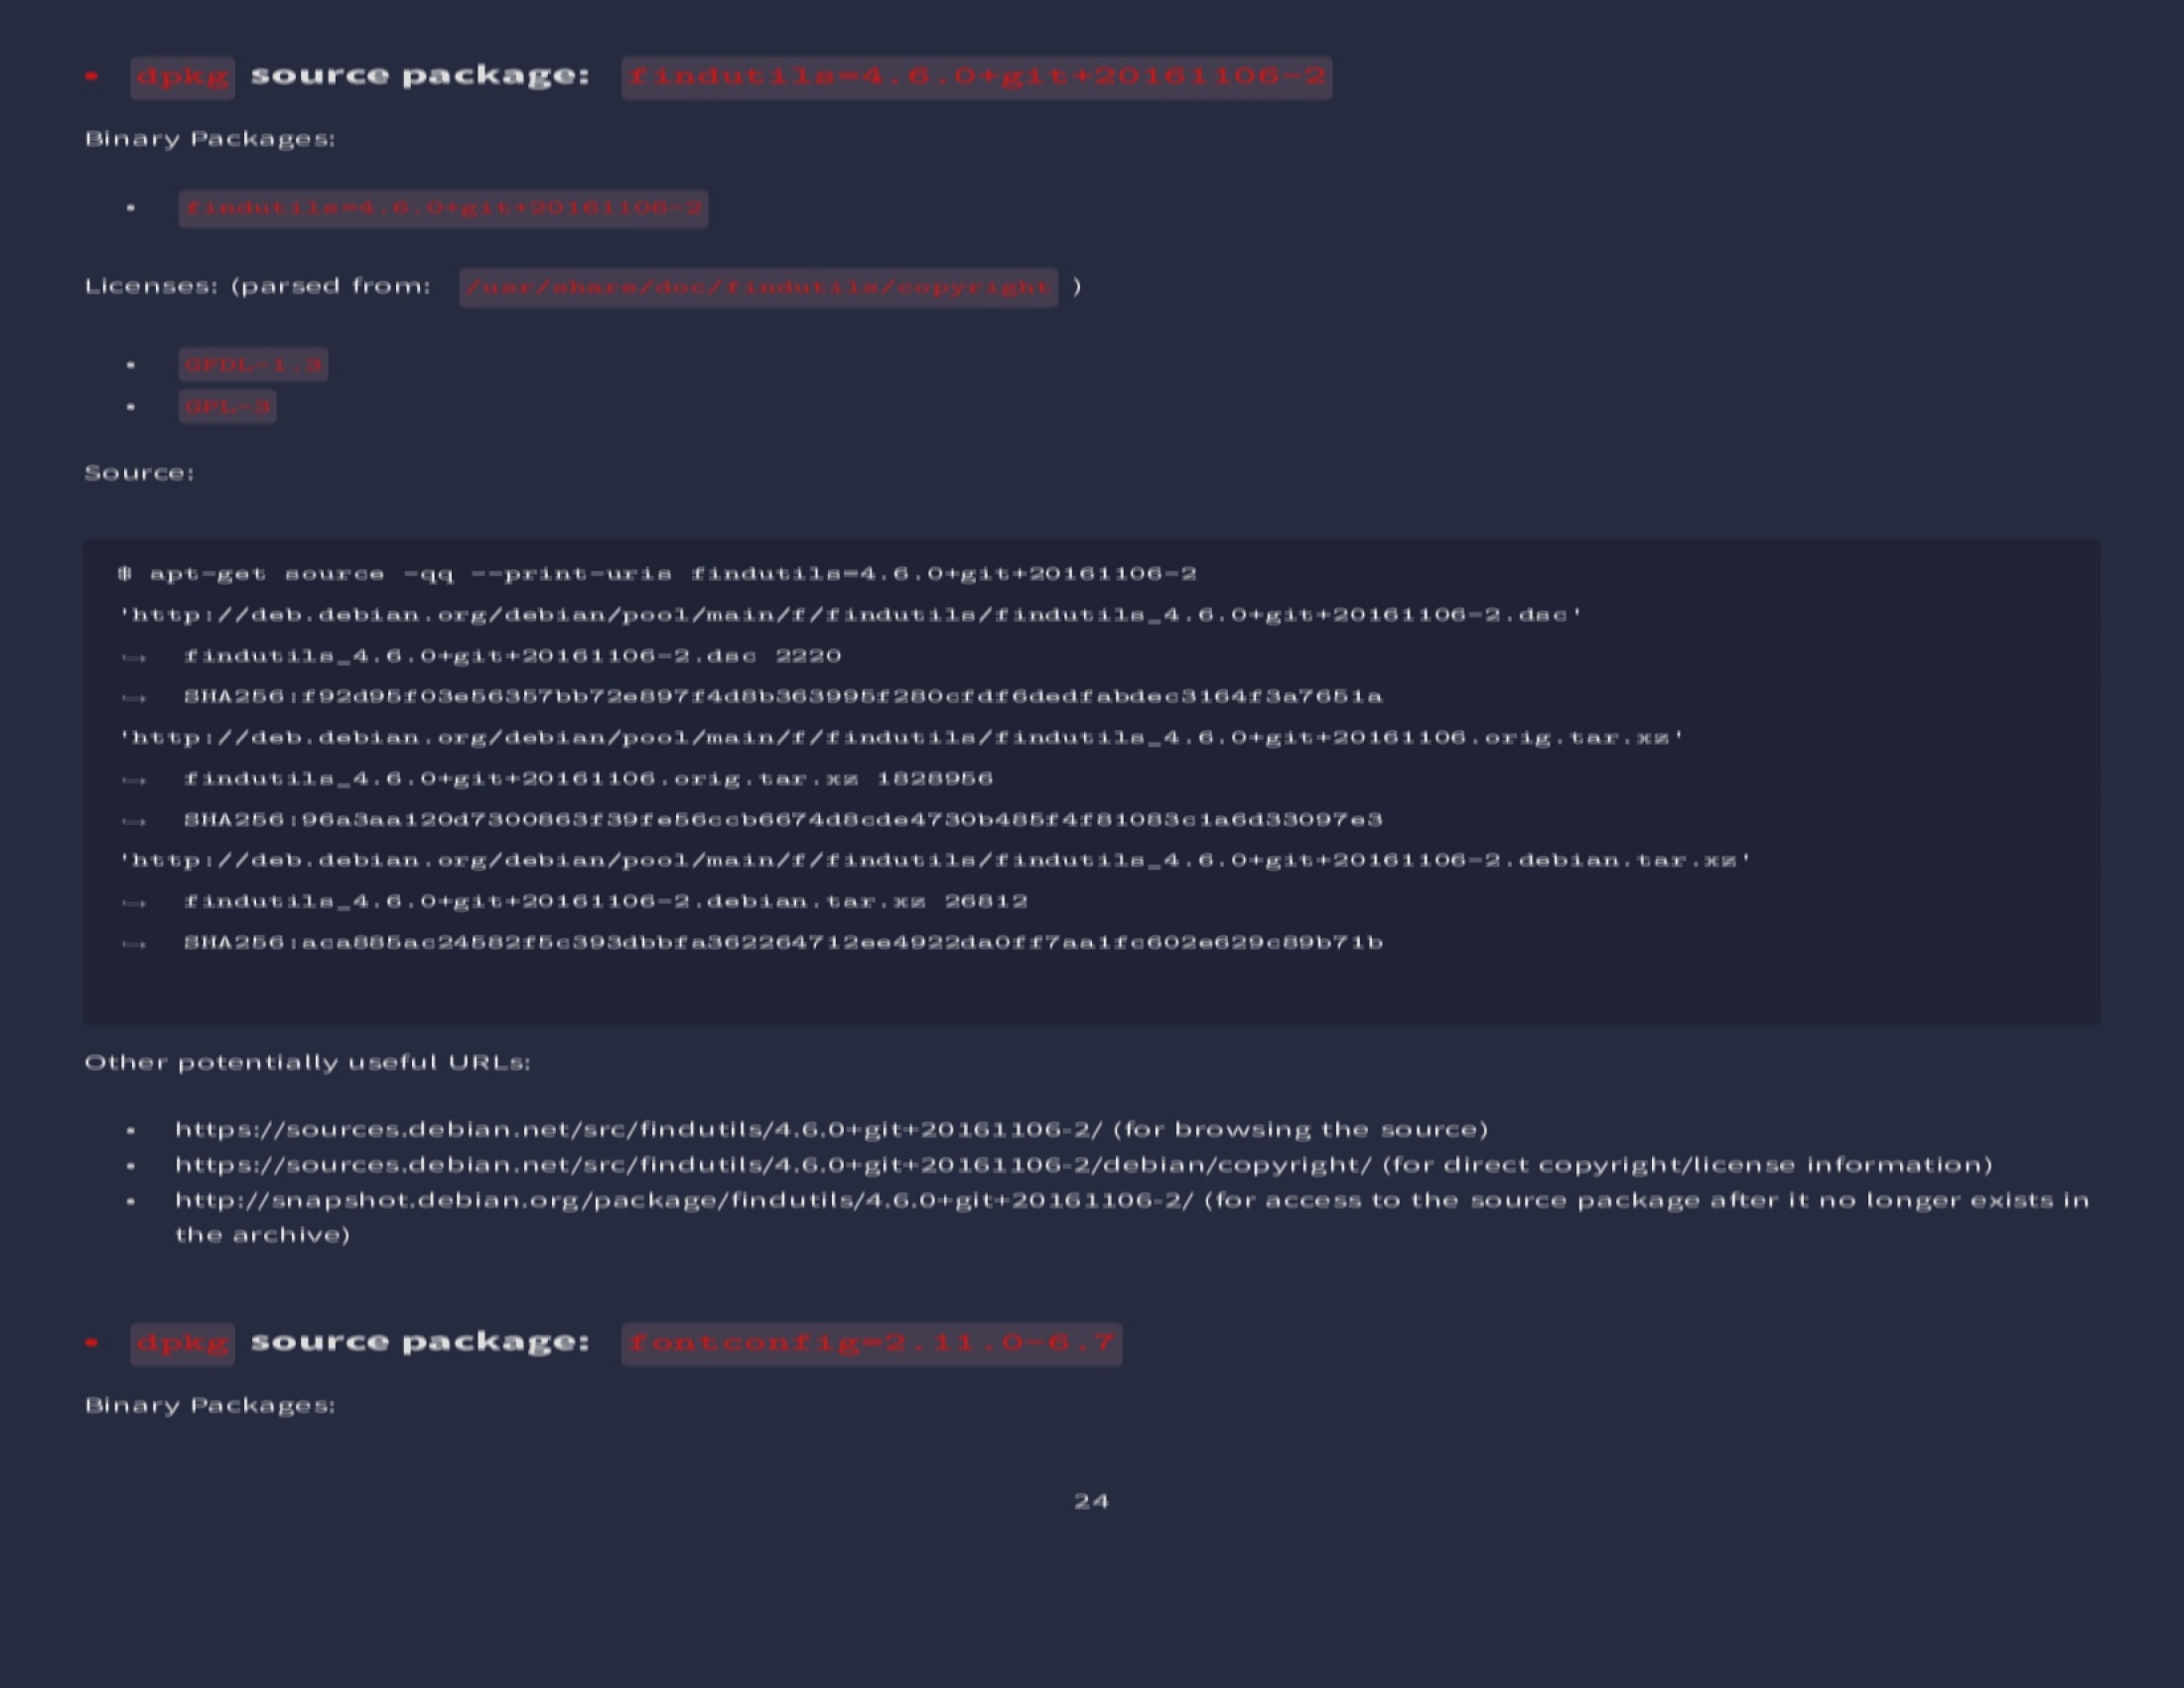 • dpkg source package: findutils=4.6.0+git+20161106-2
Binary Packages:
• findutils=4.6.0+git+20161106-2
Licenses: (parsed from: /usr/share/doc/findutils/copyright )
• GFDL-1.3
• GPL-3
Source:
$ apt-get source -qq --print-uris findutils=4.6.0+git+20161106-2
'http://deb.debian.org/debian/pool/main/f/findutils/findutils_4.6.0+git+20161106-2.dsc'
↪ findutils_4.6.0+git+20161106-2.dsc 2220
↪ SHA256:f92d95f03e56357bb72e897f4d8b363995f280cfdf6dedfabdec3164f3a7651a
'http://deb.debian.org/debian/pool/main/f/findutils/findutils_4.6.0+git+20161106.orig.tar.xz'
↪ findutils_4.6.0+git+20161106.orig.tar.xz 1828956
↪ SHA256:96a3aa120d7300863f39fe56ccb6674d8cde4730b485f4f81083c1a6d33097e3
'http://deb.debian.org/debian/pool/main/f/findutils/findutils_4.6.0+git+20161106-2.debian.tar.xz'
↪ findutils_4.6.0+git+20161106-2.debian.tar.xz 26812
↪ SHA256:aca885ac24582f5c393dbbfa362264712ee4922da0ff7aa1fc602e629c89b71b
Other potentially useful URLs:
• https://sources.debian.net/src/findutils/4.6.0+git+20161106-2/ (for browsing the source)
• https://sources.debian.net/src/findutils/4.6.0+git+20161106-2/debian/copyright/ (for direct copyright/license information)
• http://snapshot.debian.org/package/findutils/4.6.0+git+20161106-2/ (for access to the source package after it no longer exists in
the archive)
• dpkg source package: fontconfig=2.11.0-6.7
Binary Packages:
24